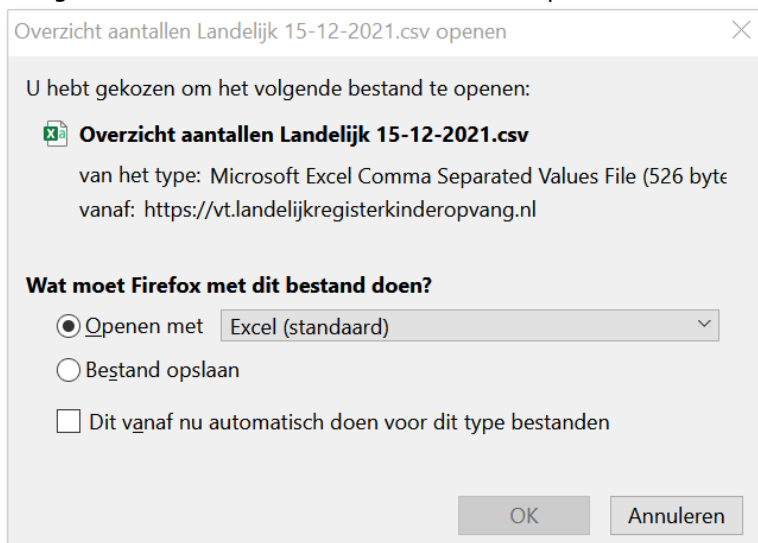 Overzicht aantallen Landelijk 15-12-2021.csv openen
U hebt gekozen om het volgende bestand te openen:
Overzicht aantallen Landelijk 15-12-2021.csv
van het type: Microsoft Excel Comma Separated Values File (526 byte
vanaf: https://vt.landelijkregisterkinderopvang.nl
Wat moet Firefox met dit bestand doen?
Openen met Excel (standaard)
Bestand opslaan
Dit vanaf nu automatisch doen voor dit type bestanden
OK Annuleren